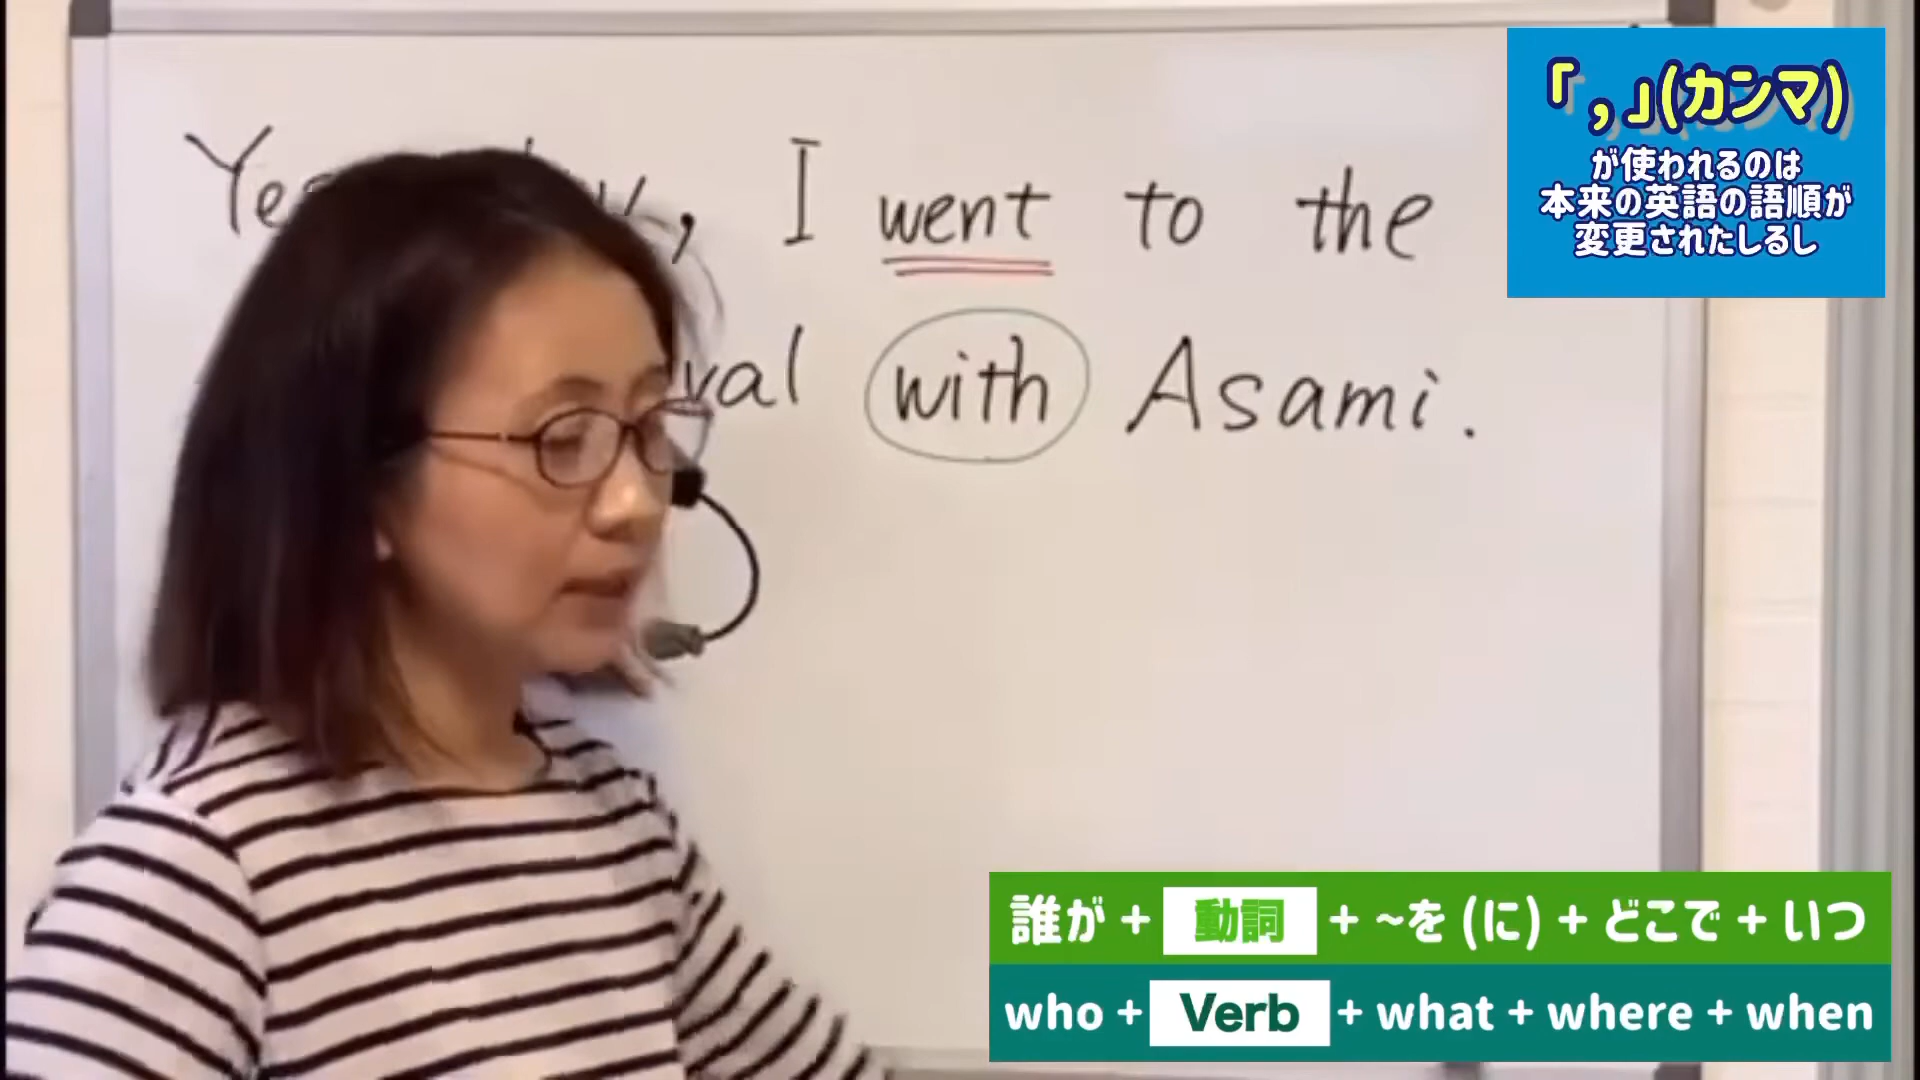 I went to the
with Asami.
「,」(カンマ)
が使われるのは
本来の英語の語順が
変更されたしるし
誰が + 動詞 + ~を (に) + どこで + いつ
who + Verb + what + where + when